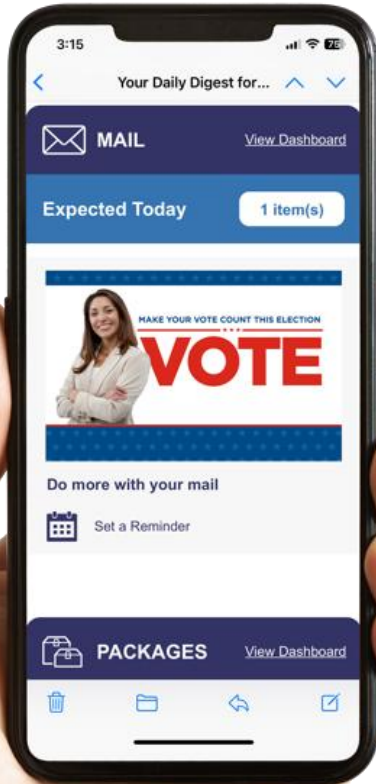 3:15
78
Your Daily Digest for...
MAIL
View Dashboard
Expected Today
1 item(s)
MAKE YOUR VOTE COUNT THIS ELECTION
VOTE
Do more with your mail
Set a Reminder
PACKAGES
View Dashboard